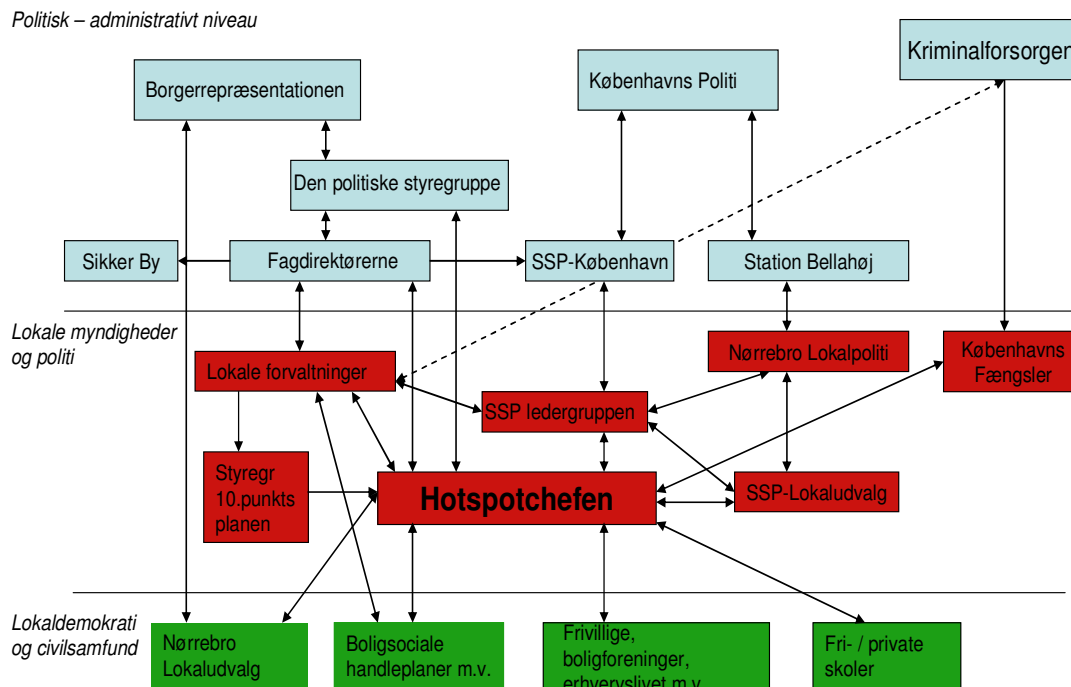 Politisk – administrativt niveau
Kriminalforsorgen
Borgerrepræsentationen
Københavns Politi
Den politiske styregruppe
Sikker By
Fagdirektørerne
SSP-København
Station Bellahøj
Lokale myndigheder
og politi
Nørrebro Lokalpoliti
Københavns
Fængsler
Lokale forvaltninger
SSP ledergruppen
Styregr
10.punkts
planen
Hotspotchefen
SSP-Lokaludvalg
Lokaldemokrati
og civilsamfund
Nørrebro
Lokaludvalg
Boligsociale
handleplaner m.v.
Frivillige,
boligforeninger,
erhvervslivet m.v.
Fri- / private
skoler